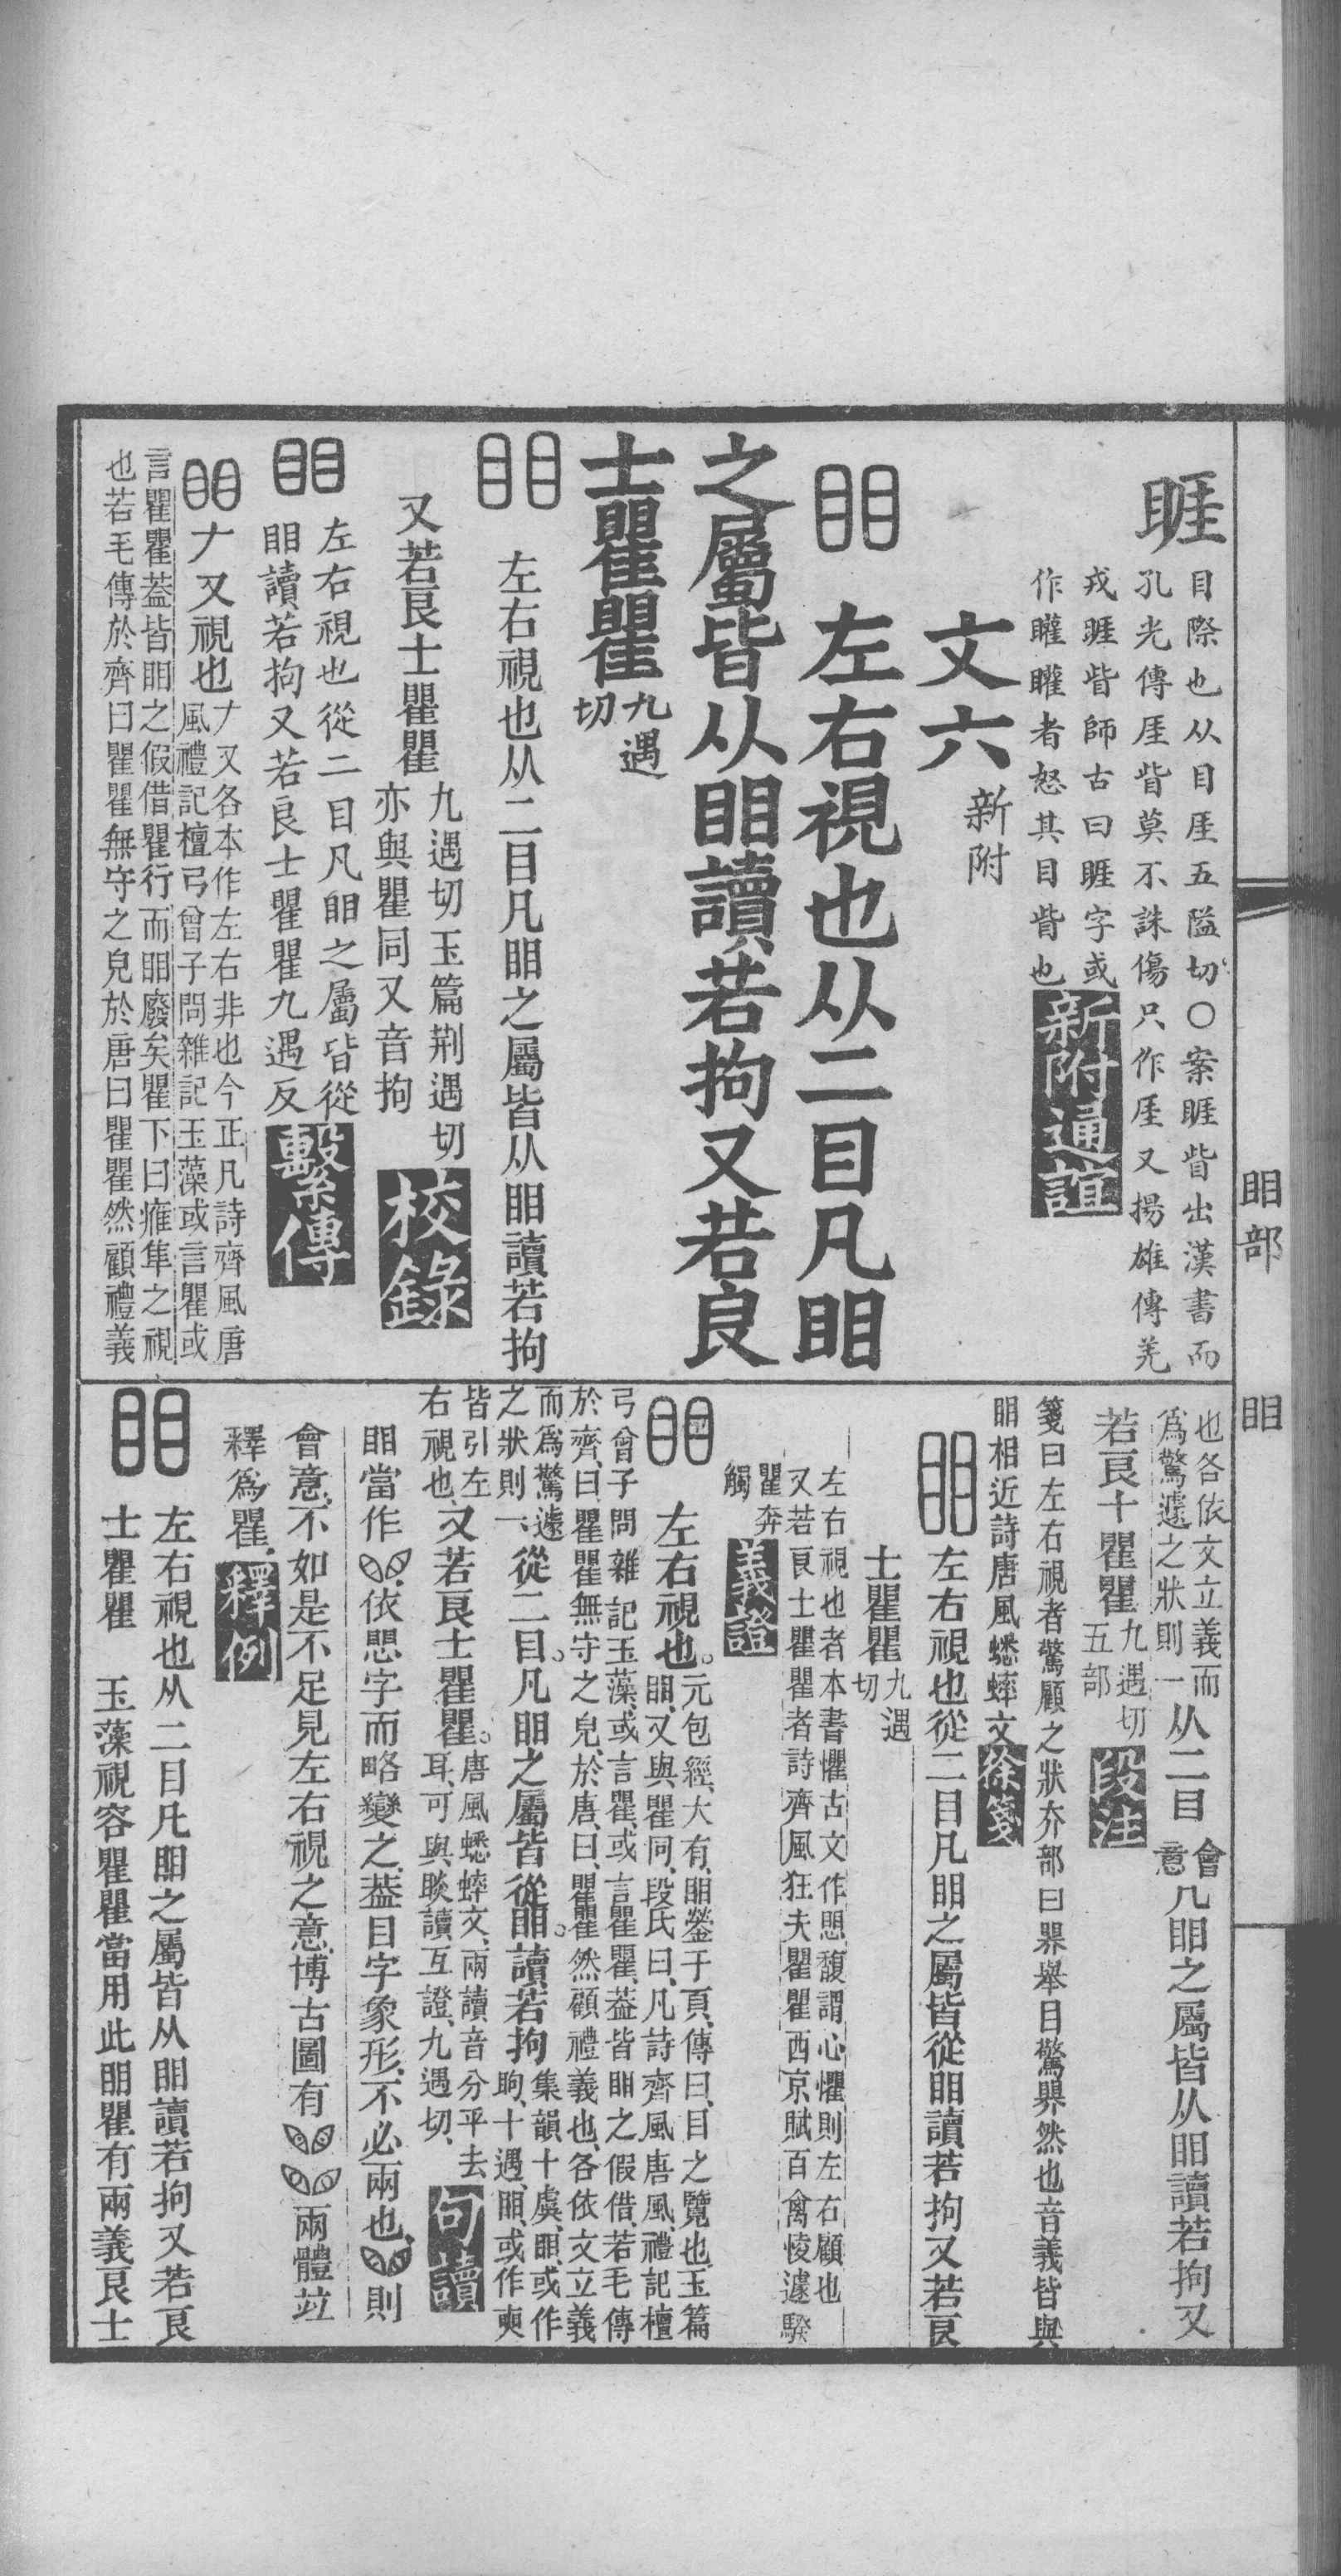 睚
目際也从目厓五隘切○案睚眥出漢書而
孔光傳厓眥莫不誅傷只作厓又揚雄傳羌
戎睚眥師古曰睚字或
作矔矔者怒其目眥也
新附通誼
文六
新附
左右視也从二目凡䀠
之屬皆从䀠讀若拘又若良
士瞿瞿
九遇
切
左右視也从二目凡䀠之屬皆从䀠讀若拘
又若良士瞿瞿
九遇切玉篇荆遇切
亦與瞿同又音拘
校錄
左右視也從二目凡䀠之屬皆從
䀠讀若拘又若良士瞿瞿九遇反
繫傳
𠂇又視也
𠂇又各本作左右非也今正凡詩齊風唐
風禮記檀弓曾子問雜記玉藻或言瞿或
言瞿瞿葢皆䀠之假借瞿行而䀠廢矣瞿下曰雁隼之視
也若毛傳於齊曰瞿瞿無守之皃於唐曰瞿瞿然顧禮義
䀠部
䀠
也各依文立義而
爲驚遽之狀則一
从二目
會
意
凡䀠之屬皆从䀠讀若拘又
若良士瞿瞿
九遇切
五部
段注
箋曰左右視者驚顧之狀夰部曰界舉目驚界然也音義皆與
䀠相近詩唐風蟋蟀文
徐箋
左右視也從二目凡䀠之屬皆從䀠讀若拘又若良
士瞿瞿
九遇
切
左右視也者本書懼古文作愳馥謂心懼則左右顧也
又若良士瞿瞿者詩齊風狂夫瞿瞿西京賦百禽㥄遽騤
瞿奔
觸
義證
左右視也
元包經、大有、䀠鎣于頁、傳曰、目之覽也、玉篇
䀠、又與瞿同、段氏曰、凡詩齊風唐風、禮記檀
弓曾子問雜記玉藻、或言瞿、或言瞿瞿、葢皆䀠之假借、若毛傳
於齊、曰、瞿瞿無守之皃、於唐、曰、瞿瞿然顧禮義也、各依文立義
而爲驚遽
之狀則一、
從二目。凡䀠之屬皆從䀠。讀若拘
集韻十虞、䀠、或作
眗、十遇、䀠、或作𡙇
皆引左
右視也、
又若良士瞿瞿。
唐風蟋蟀文、兩讀音分平去
耳、可與睒讀、互證、九遇切、
句讀
䀠當作、依愳字而略變之、葢目字象形、不必兩也、則
會意、不如是不足見左右視之意、博古圖有兩體竝
釋爲瞿、
釋例
左右視也从二目凡䀠之屬皆从䀠讀若拘又若良
士瞿瞿 玉藻視容瞿瞿當用此䀠瞿有兩義良士